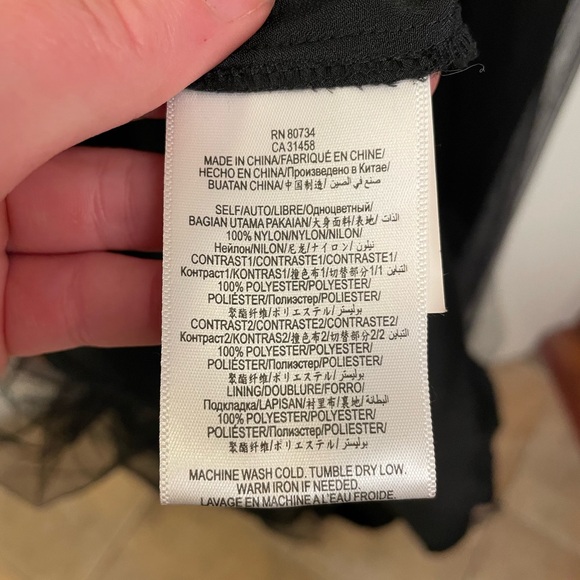 RN 80734
CA 31458
MADE IN CHINA/FABRIQUÉ EN CHINE/
HECHO EN CHINA/Произведено в Китае/
BUATAN CHINA/中国制造/ صنع في الصين
SELF/AUTO/LIBRE/Одноцветный/
BAGIAN UTAMA PAKAIAN/大身面料/表地/ الذات
100% NYLON/NYLON/NILON/
Нейлон/NILON/尼龙/ナイロン/ نيلون
CONTRAST1/CONTRASTE1/CONTRASTE1/
Контраст1/KONTRAS1/撞色布1/切替部分1/ التباين 1
100% POLYESTER/POLYESTER/
POLIÉSTER/Полиэстер/POLIESTER/
聚酯纤维/ポリエステル/ بوليستر
CONTRAST2/CONTRASTE2/CONTRASTE2/
Контраст2/KONTRAS2/撞色布2/切替部分2/ التباين 2
100% POLYESTER/POLYESTER/
POLIÉSTER/Полиэстер/POLIESTER/
聚酯纤维/ポリエステル/ بوليستر
LINING/DOUBLURE/FORRO/
Подкладка/LAPISAN/衬里布/裏地/ البطانة
100% POLYESTER/POLYESTER/
POLIÉSTER/Полиэстер/POLIESTER/
聚酯纤维/ポリエステル/ بوليستر
MACHINE WASH COLD. TUMBLE DRY LOW.
WARM IRON IF NEEDED.
LAVAGE EN MACHINE A L'EAU FROIDE.